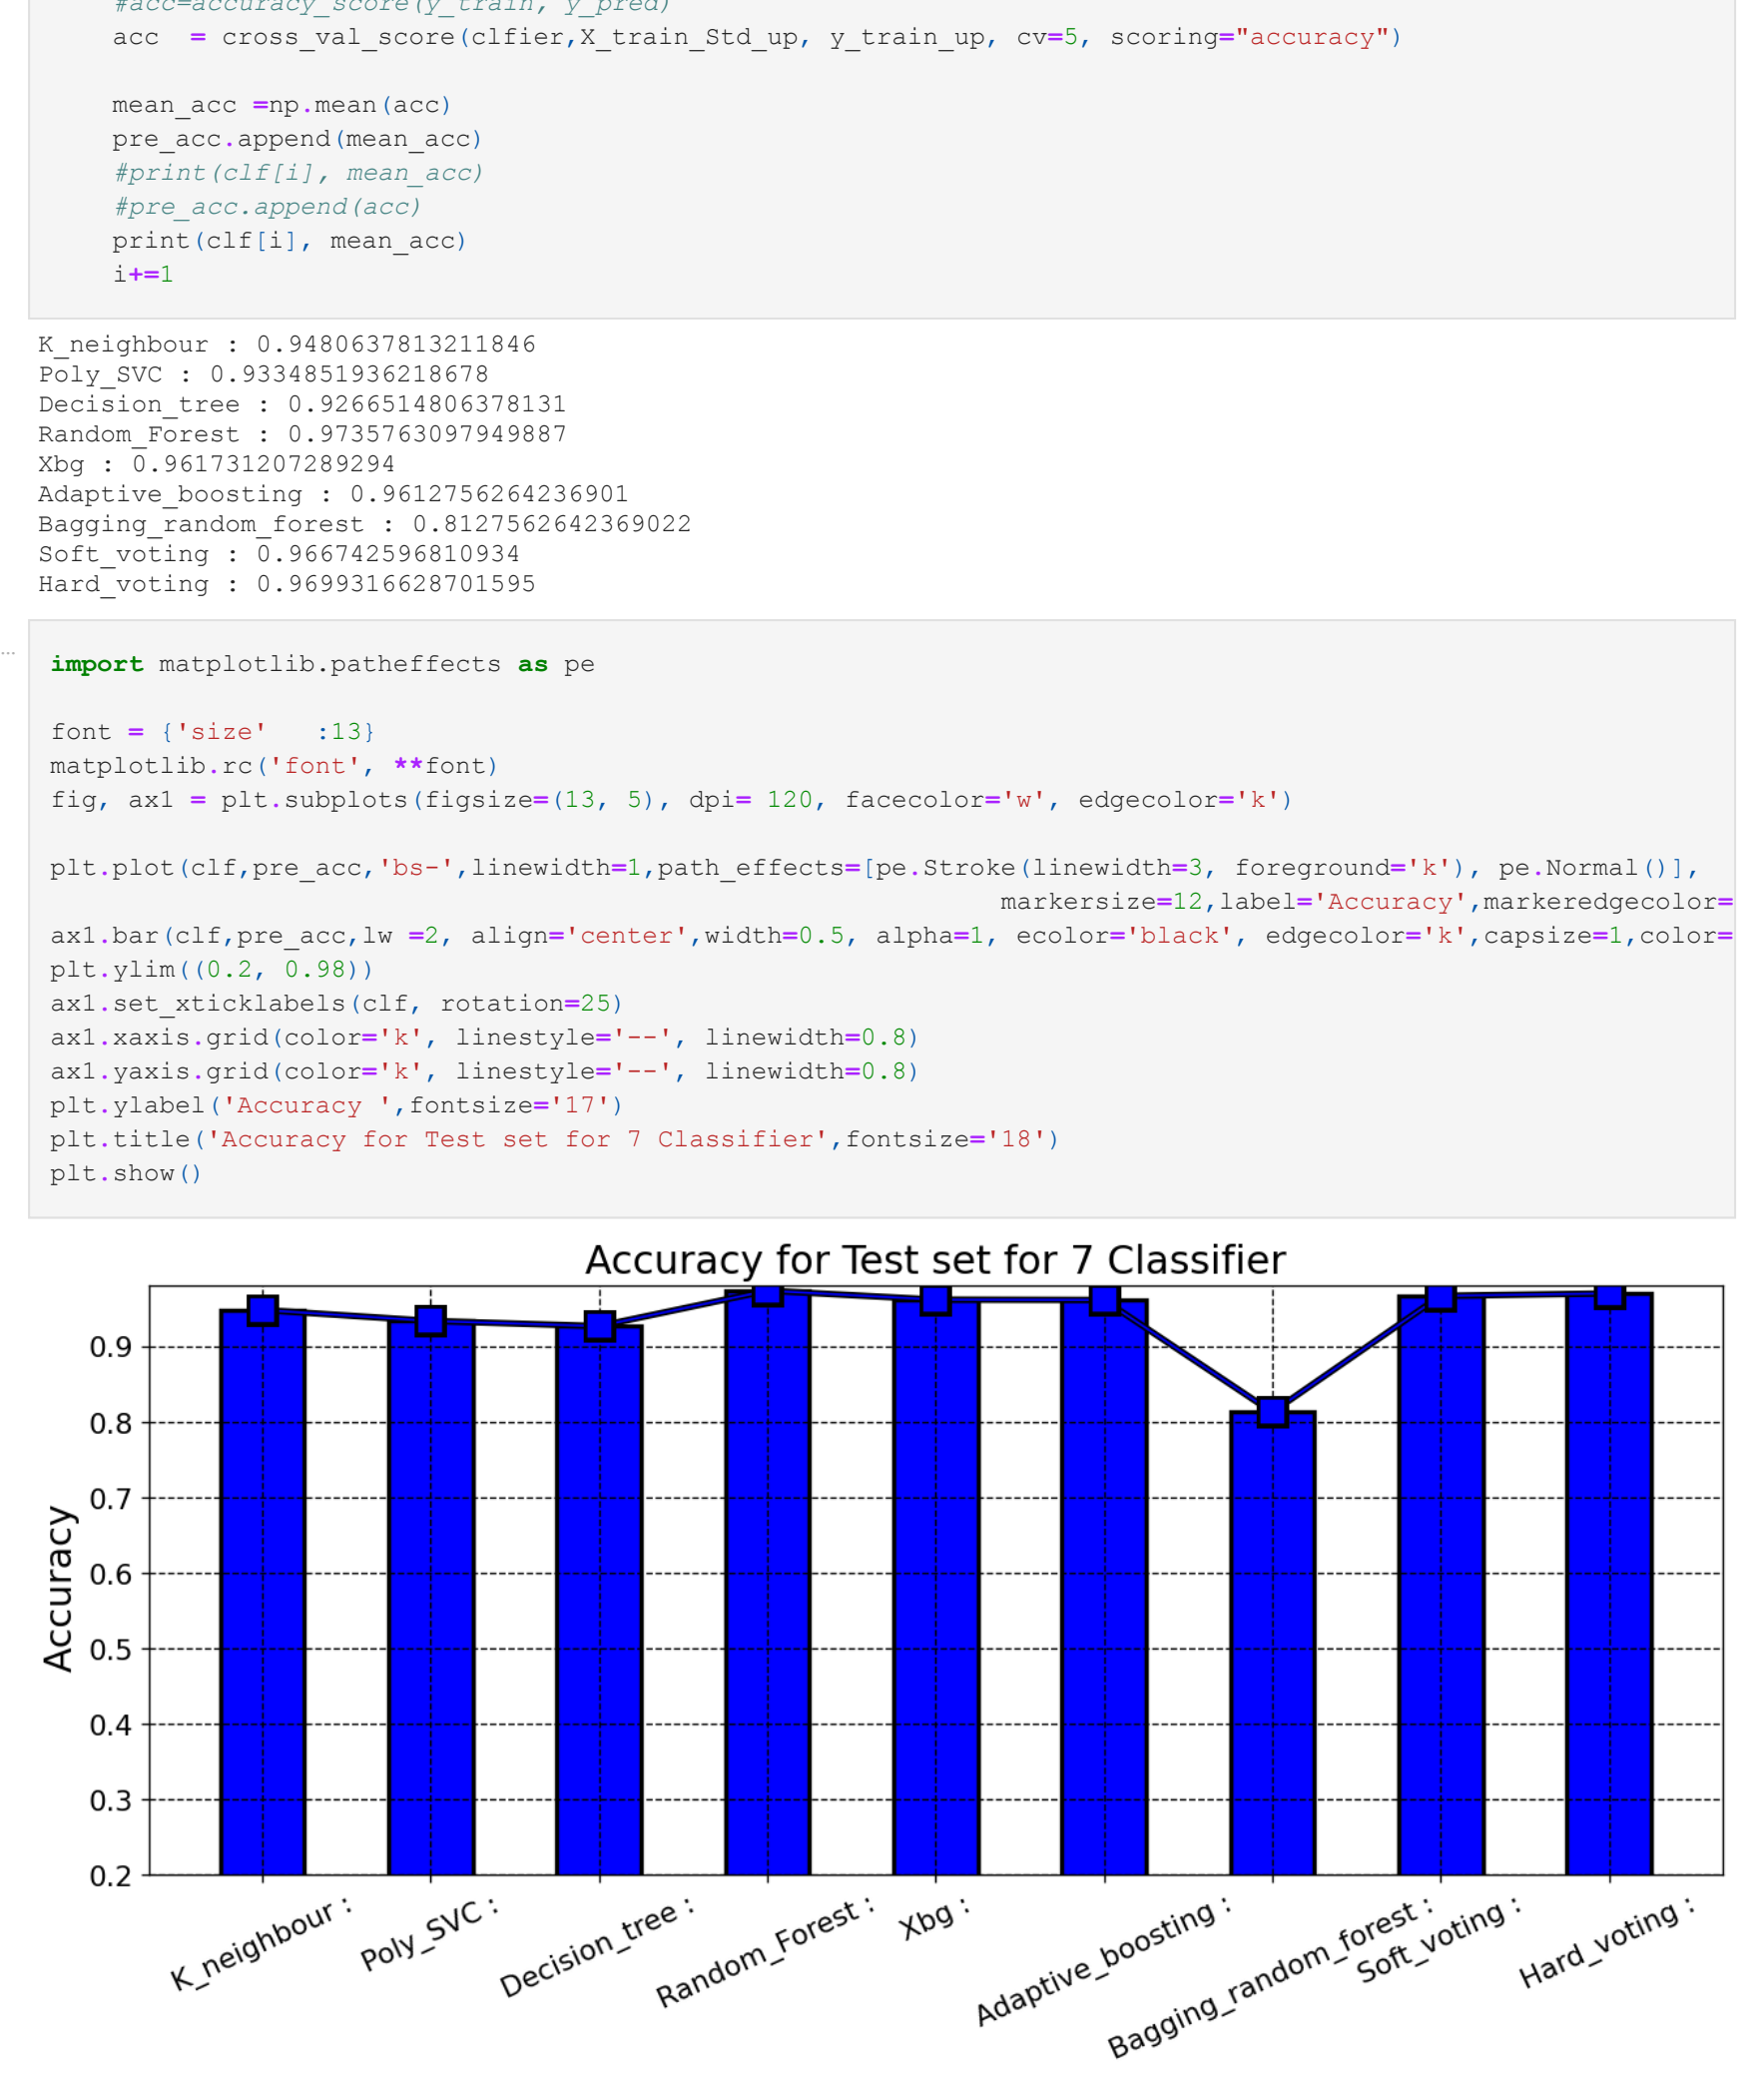 #acc=accuracy_score(y_train, y_pred)
acc  = cross_val_score(clfier,X_train_Std_up, y_train_up, cv=5, scoring="accuracy")
mean_acc =np.mean(acc)
pre_acc.append(mean_acc)
#print(clf[i], mean_acc)
#pre_acc.append(acc)
print(clf[i], mean_acc)
i+=1
K_neighbour : 0.9480637813211846
Poly_SVC : 0.9334851936218678
Decision_tree : 0.9266514806378131
Random_Forest : 0.9735763097949887
Xbg : 0.961731207289294
Adaptive_boosting : 0.9612756264236901
Bagging_random_forest : 0.8127562642369022
Soft_voting : 0.966742596810934
Hard_voting : 0.9699316628701595
...
import matplotlib.patheffects as pe
font = {'size'   :13}
matplotlib.rc('font', **font)
fig, ax1 = plt.subplots(figsize=(13, 5), dpi= 120, facecolor='w', edgecolor='k')
plt.plot(clf,pre_acc,'bs-',linewidth=1,path_effects=[pe.Stroke(linewidth=3, foreground='k'), pe.Normal()],
markersize=12,label='Accuracy',markeredgecolor=
ax1.bar(clf,pre_acc,lw =2, align='center',width=0.5, alpha=1, ecolor='black', edgecolor='k',capsize=1,color=
plt.ylim((0.2, 0.98))
ax1.set_xticklabels(clf, rotation=25)
ax1.xaxis.grid(color='k', linestyle='--', linewidth=0.8)
ax1.yaxis.grid(color='k', linestyle='--', linewidth=0.8)
plt.ylabel('Accuracy ',fontsize='17')
plt.title('Accuracy for Test set for 7 Classifier',fontsize='18')
plt.show()
Accuracy for Test set for 7 Classifier
Accuracy
0.9
0.8
0.7
0.6
0.5
0.4
0.3
0.2
K_neighbour :
Poly_SVC :
Decision_tree :
Random_Forest :
Xbg :
Adaptive_boosting :
Bagging_random_forest :
Soft_voting :
Hard_voting :